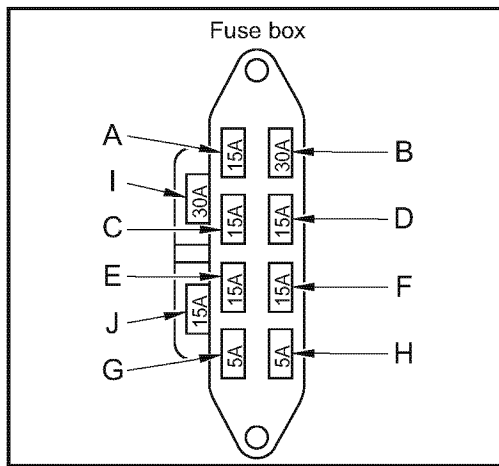 Fuse box
A 15A 30A B
I 30A
C 15A 15A D
E 15A 15A F
J 15A
G 5A 5A H